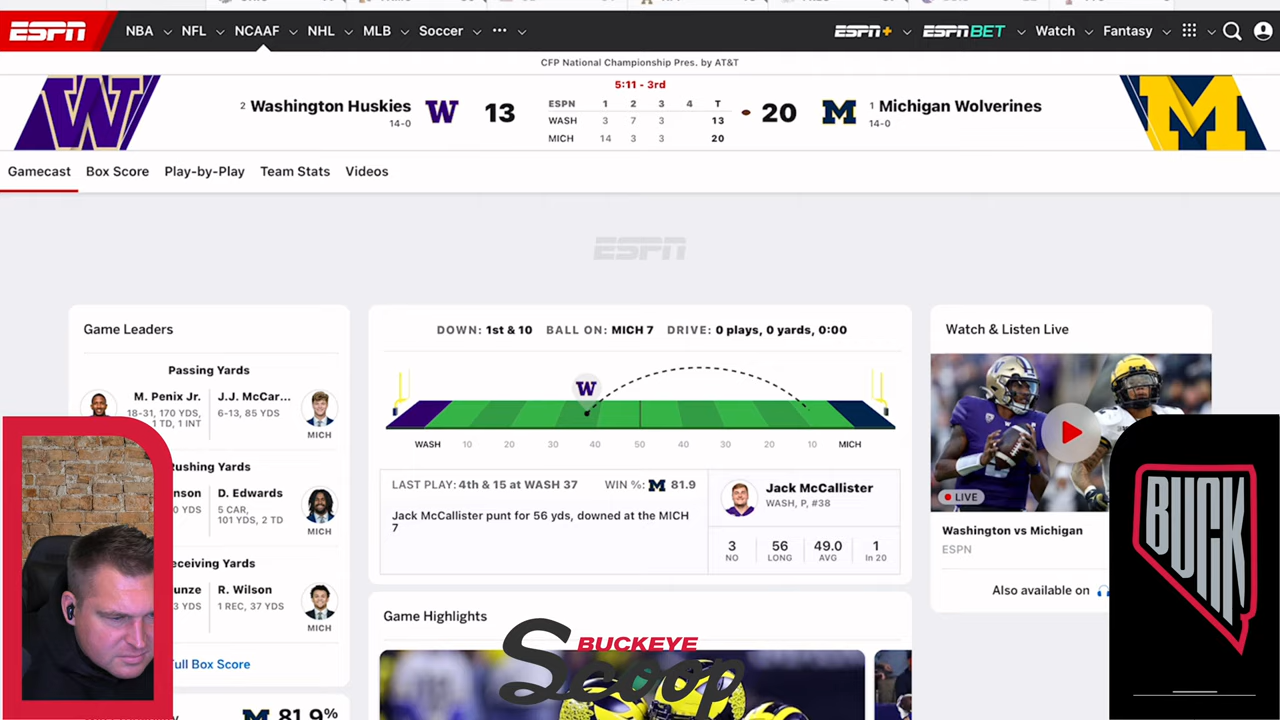 ESPN NBA NFL NCAAF NHL MLB Soccer ••• ESPN+ ESPN BET Watch Fantasy
CFP National Championship Pres. by AT&T
5:11 - 3rd
2 Washington Huskies W 13
14-0
ESPN 1 2 3 4 T
WASH 3 7 3 13
MICH 14 3 3 20
20 M 1 Michigan Wolverines
14-0
Gamecast Box Score Play-by-Play Team Stats Videos
ESPN
Game Leaders
Passing Yards
M. Penix Jr.
18-31, 170 YDS,
1 TD, 1 INT
J.J. McCar...
6-13, 85 YDS
MICH
Rushing Yards
D. Edwards
5 CAR,
101 YDS, 2 TD
MICH
R. Wilson
1 REC, 37 YDS
MICH
Full Box Score
M 81.9%
DOWN: 1st & 10 BALL ON: MICH 7 DRIVE: 0 plays, 0 yards, 0:00
W
WASH 10 20 30 40 50 40 30 20 10 MICH
LAST PLAY: 4th & 15 at WASH 37 WIN %: M 81.9
Jack McCallister punt for 56 yds, downed at the MICH
7
Jack McCallister
WASH, P, #38
3 56 49.0 1
NO LONG AVG In 20
Game Highlights
BUCKEYE
Scoop
Watch & Listen Live
LIVE
Washington vs Michigan
ESPN
Also available on
BUCK